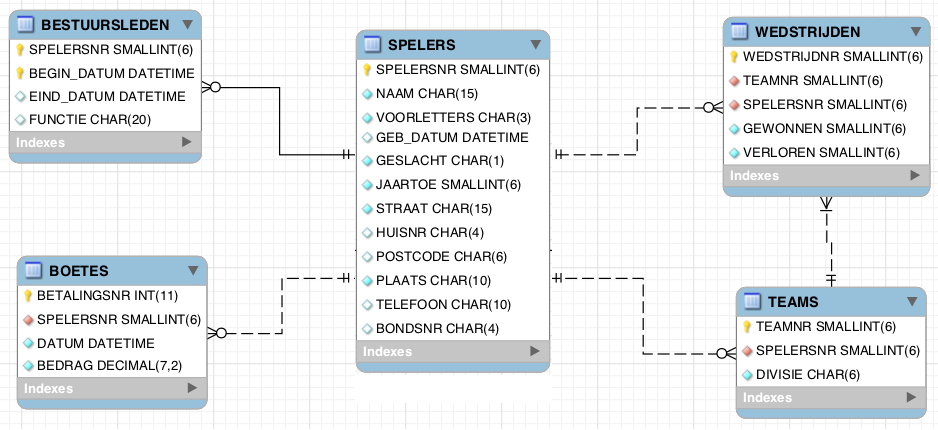 BESTUURSLEDEN
SPELERSNR SMALLINT(6)
BEGIN_DATUM DATETIME
EIND_DATUM DATETIME
FUNCTIE CHAR(20)
Indexes
BOETES
BETALINGSNR INT(11)
SPELERSNR SMALLINT(6)
DATUM DATETIME
BEDRAG DECIMAL(7,2)
Indexes
SPELERS
SPELERSNR SMALLINT(6)
NAAM CHAR(15)
VOORLETTERS CHAR(3)
GEB_DATUM DATETIME
GESLACHT CHAR(1)
JAARTOE SMALLINT(6)
STRAAT CHAR(15)
HUISNR CHAR(4)
POSTCODE CHAR(6)
PLAATS CHAR(10)
TELEFOON CHAR(10)
BONDSNR CHAR(4)
Indexes
WEDSTRIJDEN
WEDSTRIJDNR SMALLINT(6)
TEAMNR SMALLINT(6)
SPELERSNR SMALLINT(6)
GEWONNEN SMALLINT(6)
VERLOREN SMALLINT(6)
Indexes
TEAMS
TEAMNR SMALLINT(6)
SPELERSNR SMALLINT(6)
DIVISIE CHAR(6)
Indexes